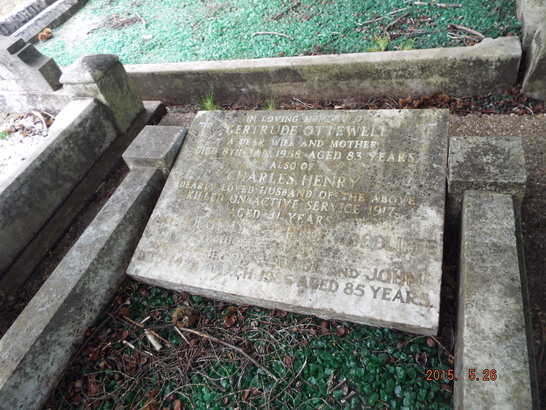 IN LOVING MEMORY OF
GERTRUDE OTTEWELL
A DEAR WIFE AND MOTHER
DIED 8TH JAN. 1958 AGED 83 YEARS
ALSO OF
CHARLES HENRY
DEARLY LOVED HUSBAND OF THE ABOVE
KILLED ON ACTIVE SERVICE 1917
AGED 41 YEARS
AND JOHN
MARCH AGED 85 YEARS
2015. 5.26